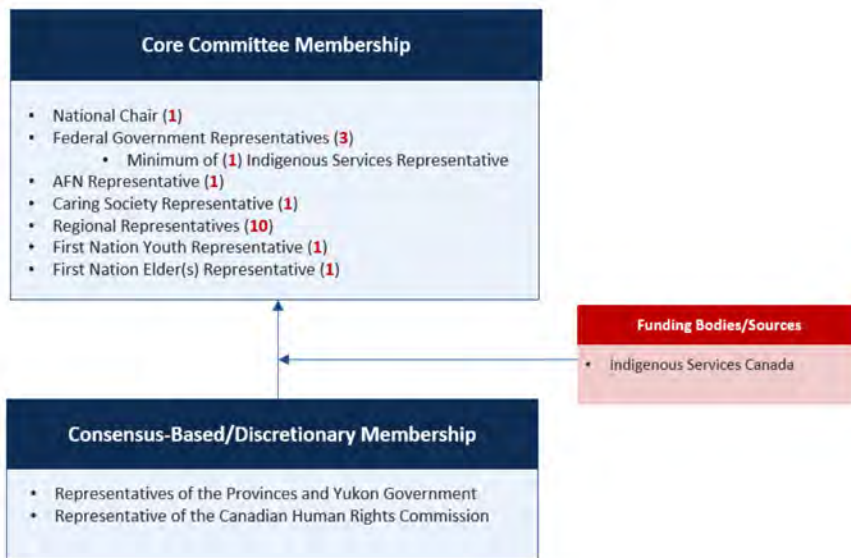 Core Committee Membership
• National Chair (1)
• Federal Government Representatives (3)
• Minimum of (1) Indigenous Services Representative
• AFN Representative (1)
• Caring Society Representative (1)
• Regional Representatives (10)
• First Nation Youth Representative (1)
• First Nation Elder(s) Representative (1)
Funding Bodies/Sources
• Indigenous Services Canada
Consensus-Based/Discretionary Membership
• Representatives of the Provinces and Yukon Government
• Representative of the Canadian Human Rights Commission